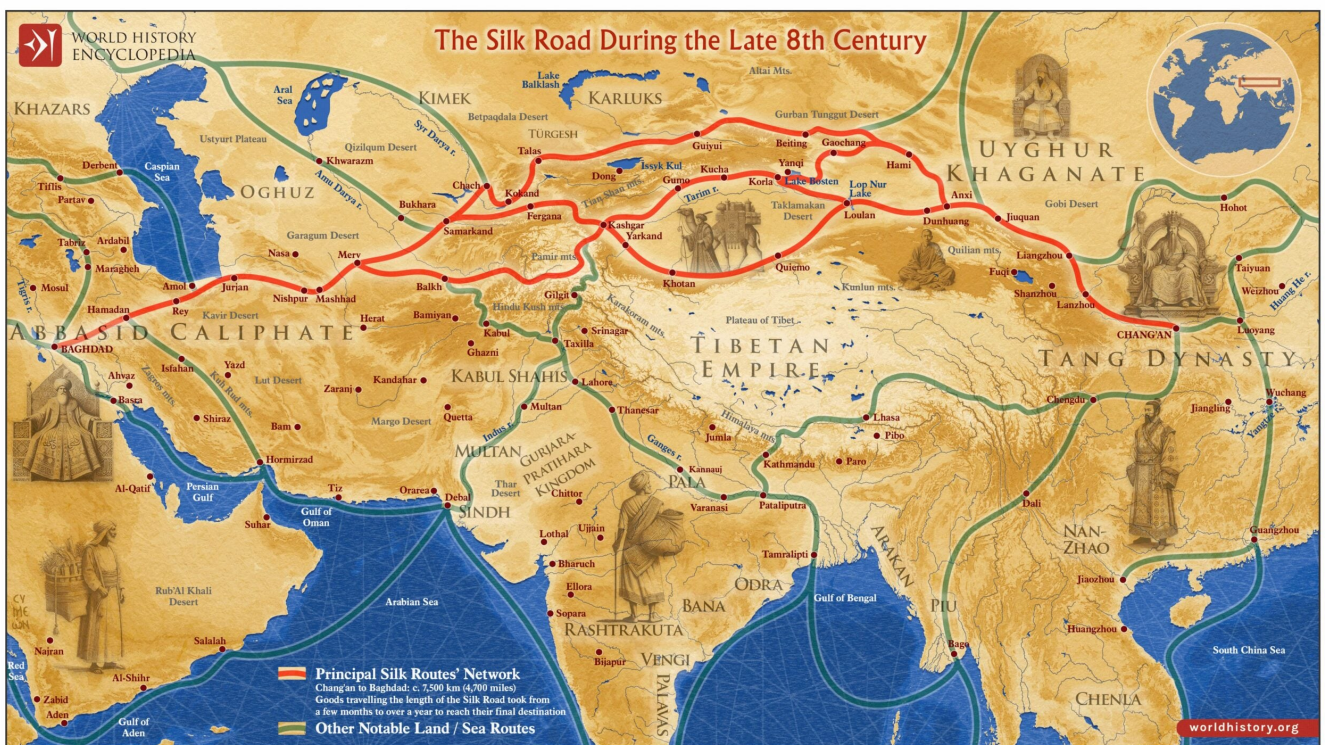 WORLD HISTORY
ENCYCLOPEDIA
The Silk Road During the Late 8th Century
KHAZARS
Aral
Sea
KIMEK
Lake
Balklash
KARLUKS
Altai Mts.
Betpaqdala Desert
Ustyurt Plateau
Qizilqum Desert
Syr Darya r.
TÜRGESH
Gurban Tunggut Desert
Guiyui
Beiting
Gaochang
UYGHUR
KHAGANATE
Derbent
Caspian
Sea
Khwarazm
Talas
Issyk Kul
Yanqi
Hami
Tiflis
OGHUZ
Amu Darya r.
Chach
Dong
Gumo
Kucha
Korla
Lake Bosten
Partav
Kokand
Tian Shan mts.
Tarim r.
Lop Nur
Lake
Anxi
Gobi Desert
Hohot
Bukhara
Fergana
Taklamakan
Desert
Loulan
Dunhuang
Jiuquan
Samarkand
Kashgar
Yarkand
Tabriz
Ardabil
Garagum Desert
Nasa
Merv
Pamir mts.
Quiemo
Quilian mts.
Liangzhou
Taiyuan
Maragheh
Khotan
Fuqi
Mosul
Tigris r.
Amol
Jurjan
Balkh
Gilgit
Kunlun mts.
Shanzhou
Lanzhou
Weizhou
Huang He r.
Nishpur
Mashhad
Hamadan
Rey
Kavir Desert
Hindu Kush mts.
Karakoram mts.
Herat
Bamiyan
Kabul
Srinagar
Plateau of Tibet
CHANG'AN
Luoyang
ABBASID CALIPHATE
BAGHDAD
Ghazni
Taxilla
TIBETAN
EMPIRE
TANG DYNASTY
Isfahan
Yazd
Ahvaz
Zagros mts.
Kuh Rud mts.
Lut Desert
Zaranj
Kandahar
KABUL SHAHIS
Lahore
Basra
Chengdu
Wuchang
Jiangling
Yangtze r.
Shiraz
Bam
Margo Desert
Quetta
Multan
Thanesar
Himalaya mts.
Lhasa
Indus r.
Jumla
Pibo
Ganges r.
MULTAN
GURJARA-
PRATIHARA
KINGDOM
Hormirzad
Kannauj
Kathmandu
Paro
Al-Qatif
Persian
Gulf
Tiz
Orarea
Debal
Thar
Desert
PALA
Chittor
Varanasi
Pataliputra
Dali
Suhar
Gulf of
Oman
SINDH
Lothal
Ujjain
NAN-
ZHAO
Guangzhou
Tamralipti
ARAKAN
Bharuch
Jiaozhou
Rub'Al Khali
Desert
Arabian Sea
Ellora
ODRA
Gulf of Bengal
Sopara
BANA
PIU
RASHTRAKUTA
Huangzhou
Najran
Salalah
Bago
South China Sea
Bijapur
VENGI
Red
Sea
Al-Shihr
PALAVAS
Zabid
Aden
Gulf of
Aden
CHENLA
Principal Silk Routes' Network
Chang'an to Baghdad: c. 7,500 km (4,700 miles)
Goods travelling the length of the Silk Road took from
a few months to over a year to reach their final destination
Other Notable Land / Sea Routes
worldhistory.org